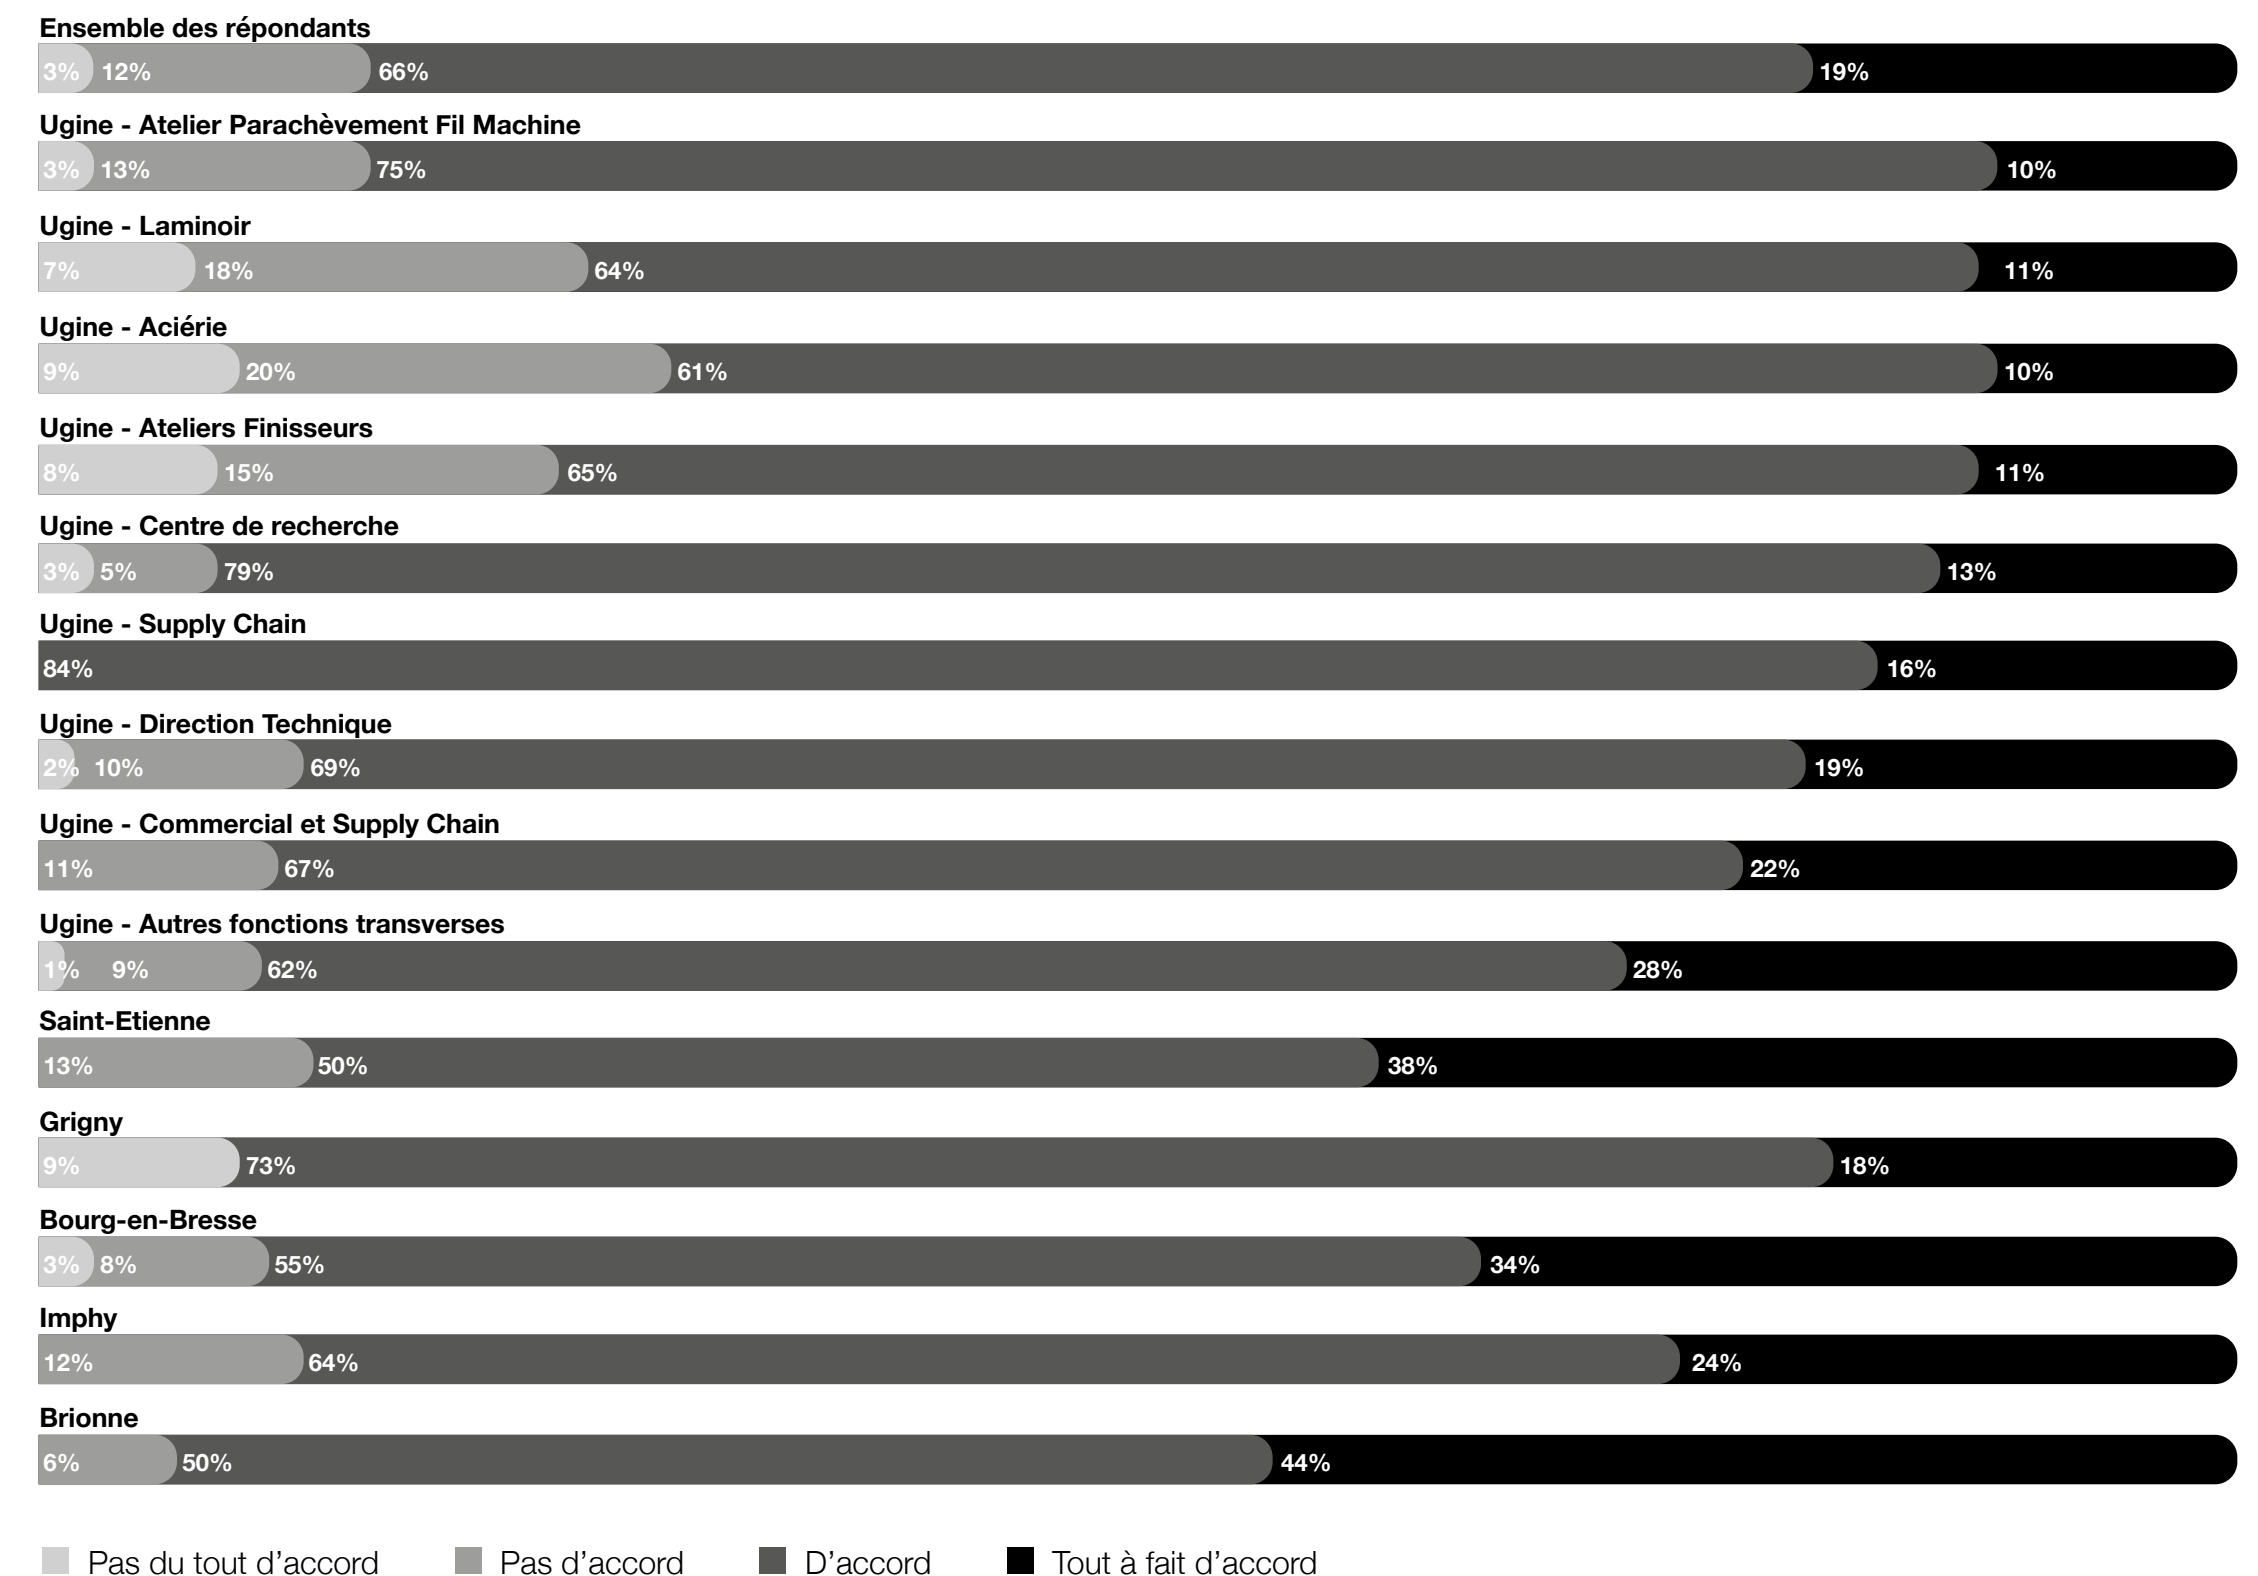 Ensemble des répondants
3% 12% 66% 19%
Ugine - Atelier Parachèvement Fil Machine
3% 13% 75% 10%
Ugine - Laminoir
7% 18% 64% 11%
Ugine - Aciérie
9% 20% 61% 10%
Ugine - Ateliers Finisseurs
8% 15% 65% 11%
Ugine - Centre de recherche
3% 5% 79% 13%
Ugine - Supply Chain
84% 16%
Ugine - Direction Technique
2% 10% 69% 19%
Ugine - Commercial et Supply Chain
11% 67% 22%
Ugine - Autres fonctions transverses
1% 9% 62% 28%
Saint-Etienne
13% 50% 38%
Grigny
9% 73% 18%
Bourg-en-Bresse
3% 8% 55% 34%
Imphy
12% 64% 24%
Brionne
6% 50% 44%
Pas du tout d’accord Pas d’accord D’accord Tout à fait d’accord